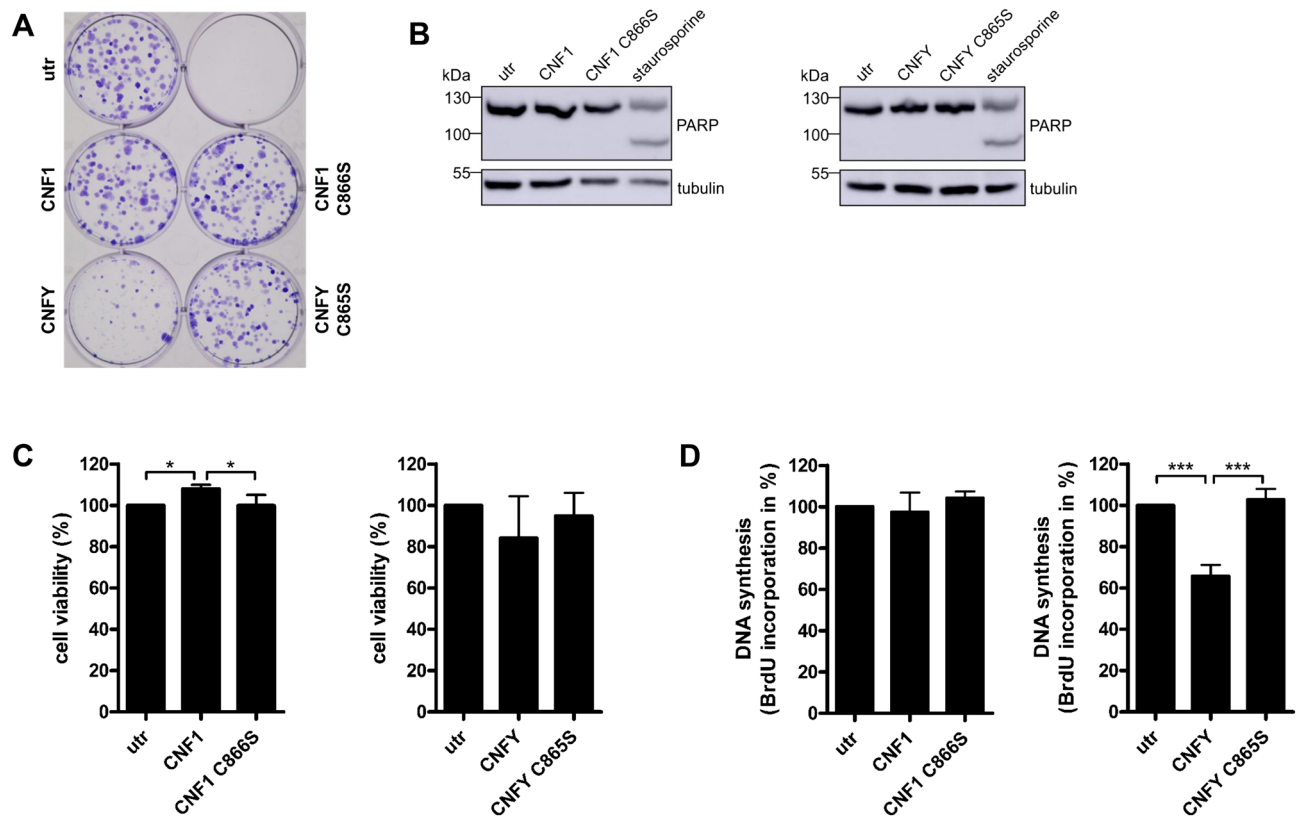 A
utr
CNF1
CNF1
C866S
CNFY
CNFY
C865S
B
kDa
utr
CNF1
CNF1 C866S
staurosporine
130
100
PARP
55
tubulin
kDa
utr
CNFY
CNFY C865S
staurosporine
130
100
PARP
55
tubulin
C
cell viability (%)
120
100
80
60
40
20
0
* *
utr
CNF1
CNF1 C866S
cell viability (%)
120
100
80
60
40
20
0
utr
CNFY
CNFY C865S
D
DNA synthesis
(BrdU incorporation in %)
120
100
80
60
40
20
0
utr
CNF1
CNF1 C866S
DNA synthesis
(BrdU incorporation in %)
120
100
80
60
40
20
0
*** ***
utr
CNFY
CNFY C865S